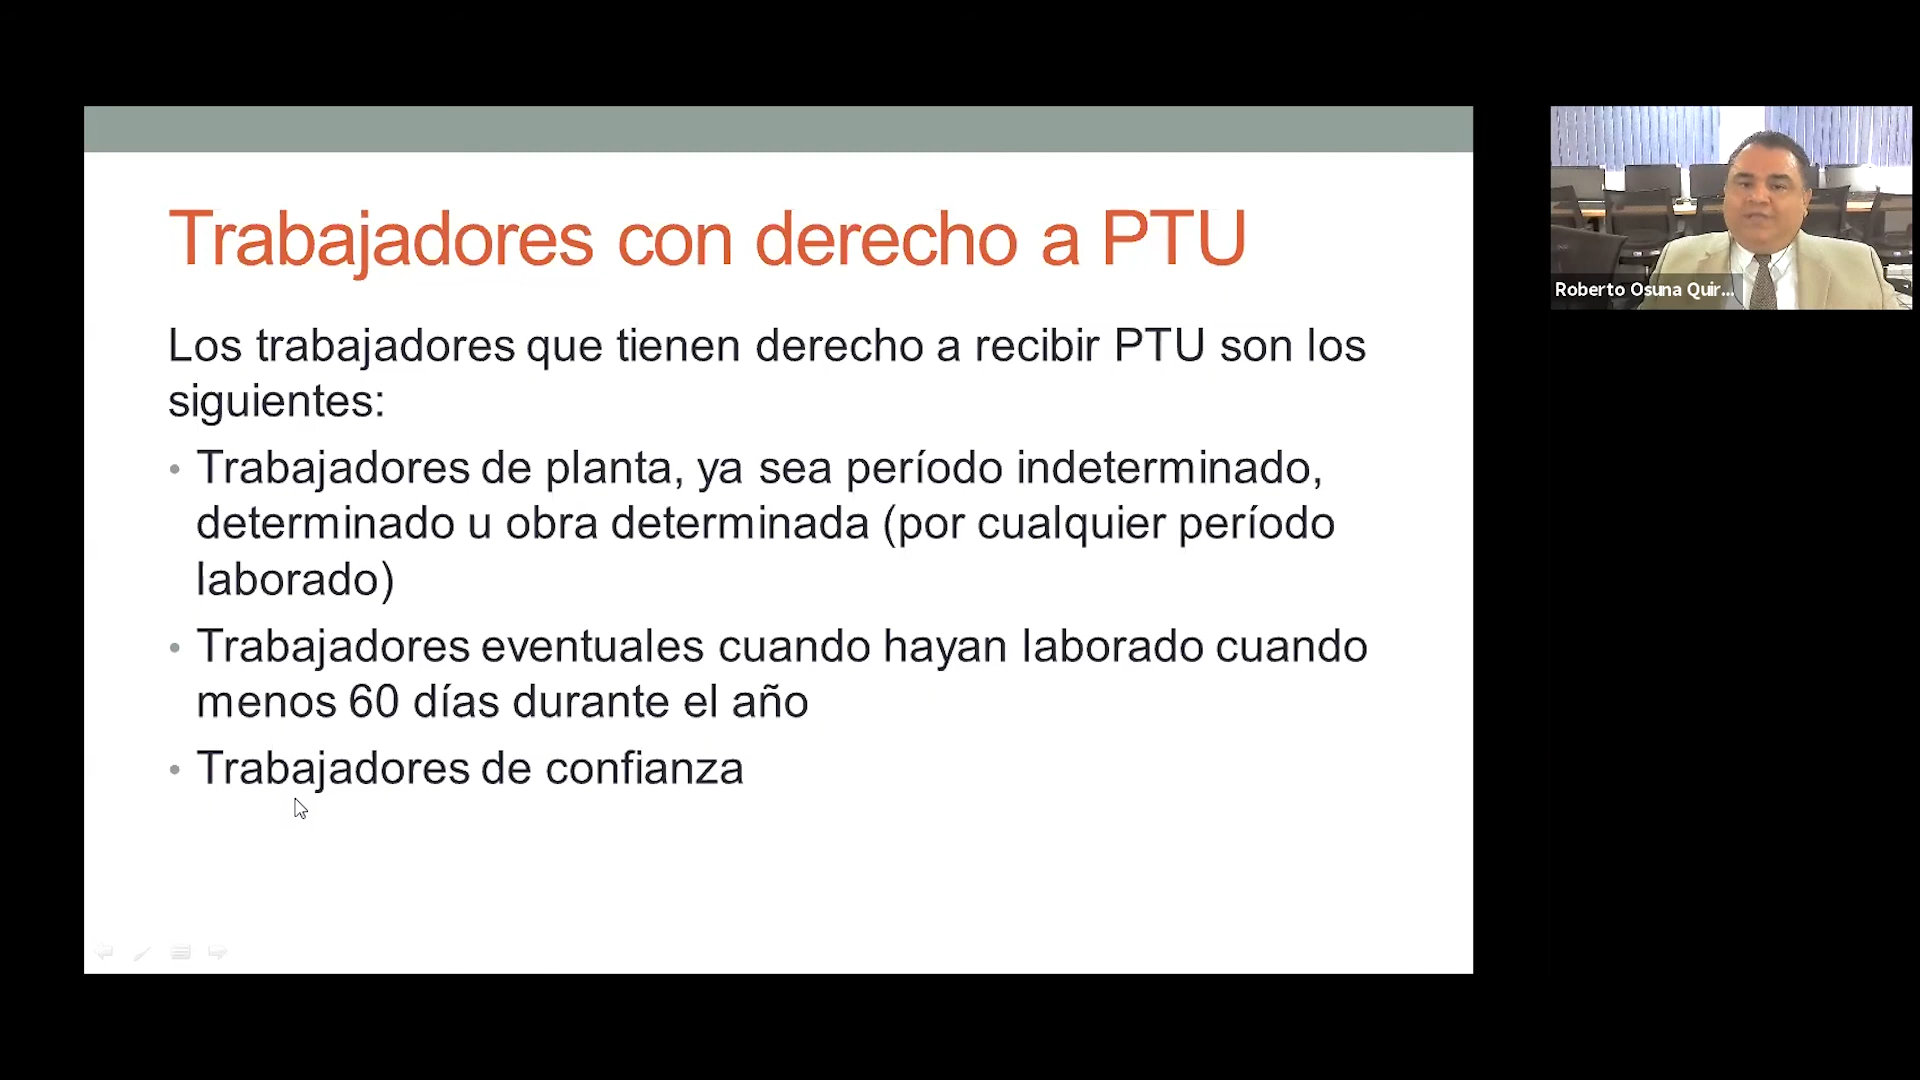 Trabajadores con derecho a PTU
Los trabajadores que tienen derecho a recibir PTU son los
siguientes:
• Trabajadores de planta, ya sea período indeterminado,
determinado u obra determinada (por cualquier período
laborado)
• Trabajadores eventuales cuando hayan laborado cuando
menos 60 días durante el año
• Trabajadores de confianza
Roberto Osuna Quir...